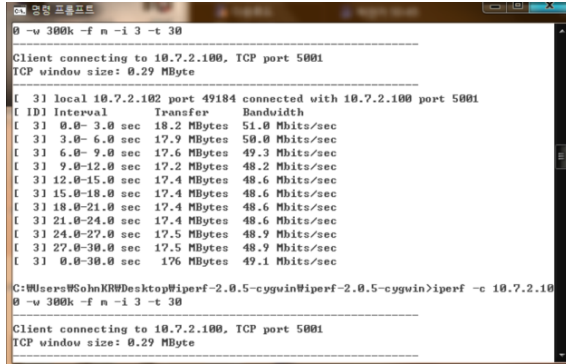 명령 프롬프트
0 -w 300k -f m -i 3 -t 30
------------------------------------------------------------
Client connecting to 10.7.2.100, TCP port 5001
TCP window size: 0.29 MByte
------------------------------------------------------------
[  3] local 10.7.2.102 port 49184 connected with 10.7.2.100 port 5001
[ ID] Interval       Transfer     Bandwidth
[  3]  0.0- 3.0 sec  18.2 MBytes  51.0 Mbits/sec
[  3]  3.0- 6.0 sec  17.9 MBytes  50.0 Mbits/sec
[  3]  6.0- 9.0 sec  17.6 MBytes  49.3 Mbits/sec
[  3]  9.0-12.0 sec  17.2 MBytes  48.2 Mbits/sec
[  3] 12.0-15.0 sec  17.4 MBytes  48.6 Mbits/sec
[  3] 15.0-18.0 sec  17.4 MBytes  48.6 Mbits/sec
[  3] 18.0-21.0 sec  17.4 MBytes  48.6 Mbits/sec
[  3] 21.0-24.0 sec  17.4 MBytes  48.6 Mbits/sec
[  3] 24.0-27.0 sec  17.5 MBytes  48.9 Mbits/sec
[  3] 27.0-30.0 sec  17.5 MBytes  48.9 Mbits/sec
[  3]  0.0-30.0 sec   176 MBytes  49.1 Mbits/sec
C:₩Users₩SohnKR₩Desktop₩iperf-2.0.5-cygwin₩iperf-2.0.5-cygwin>iperf -c 10.7.2.10
0 -w 300k -f m -i 3 -t 30
------------------------------------------------------------
Client connecting to 10.7.2.100, TCP port 5001
TCP window size: 0.29 MByte
------------------------------------------------------------